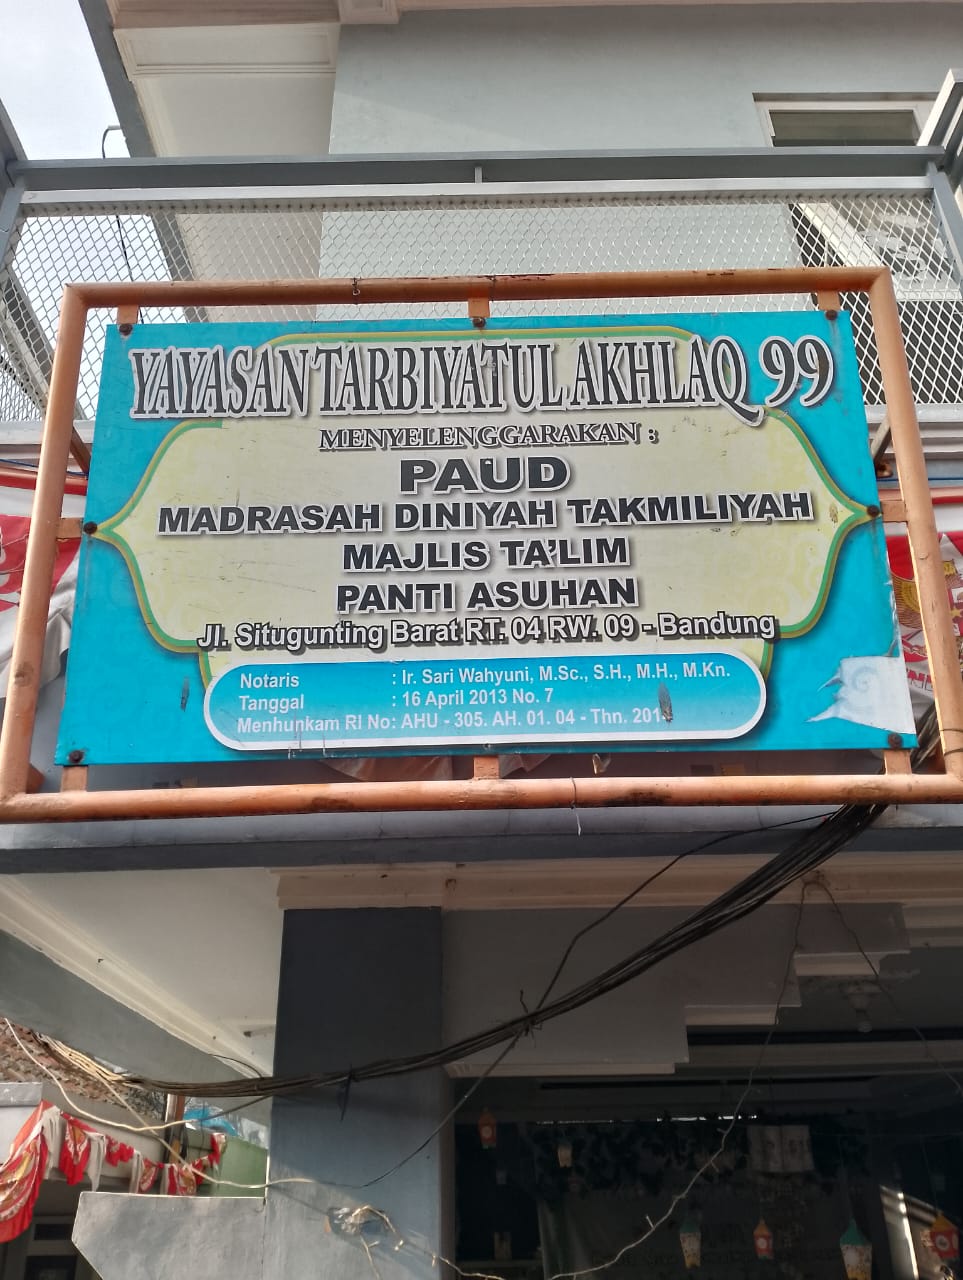 YAYASAN TARBIYATUL AKHLAQ 99
MENYELENGGARAKAN :
PAUD
MADRASAH DINIYAH TAKMILIYAH
MAJLIS TA'LIM
PANTI ASUHAN
Jl. Situgunting Barat RT. 04 RW. 09 - Bandung
Notaris : Ir. Sari Wahyuni, M.Sc., S.H., M.H., M.Kn.
Tanggal : 16 April 2013 No. 7
Menhunkam RI No: AHU - 305. AH. 01. 04 - Thn.